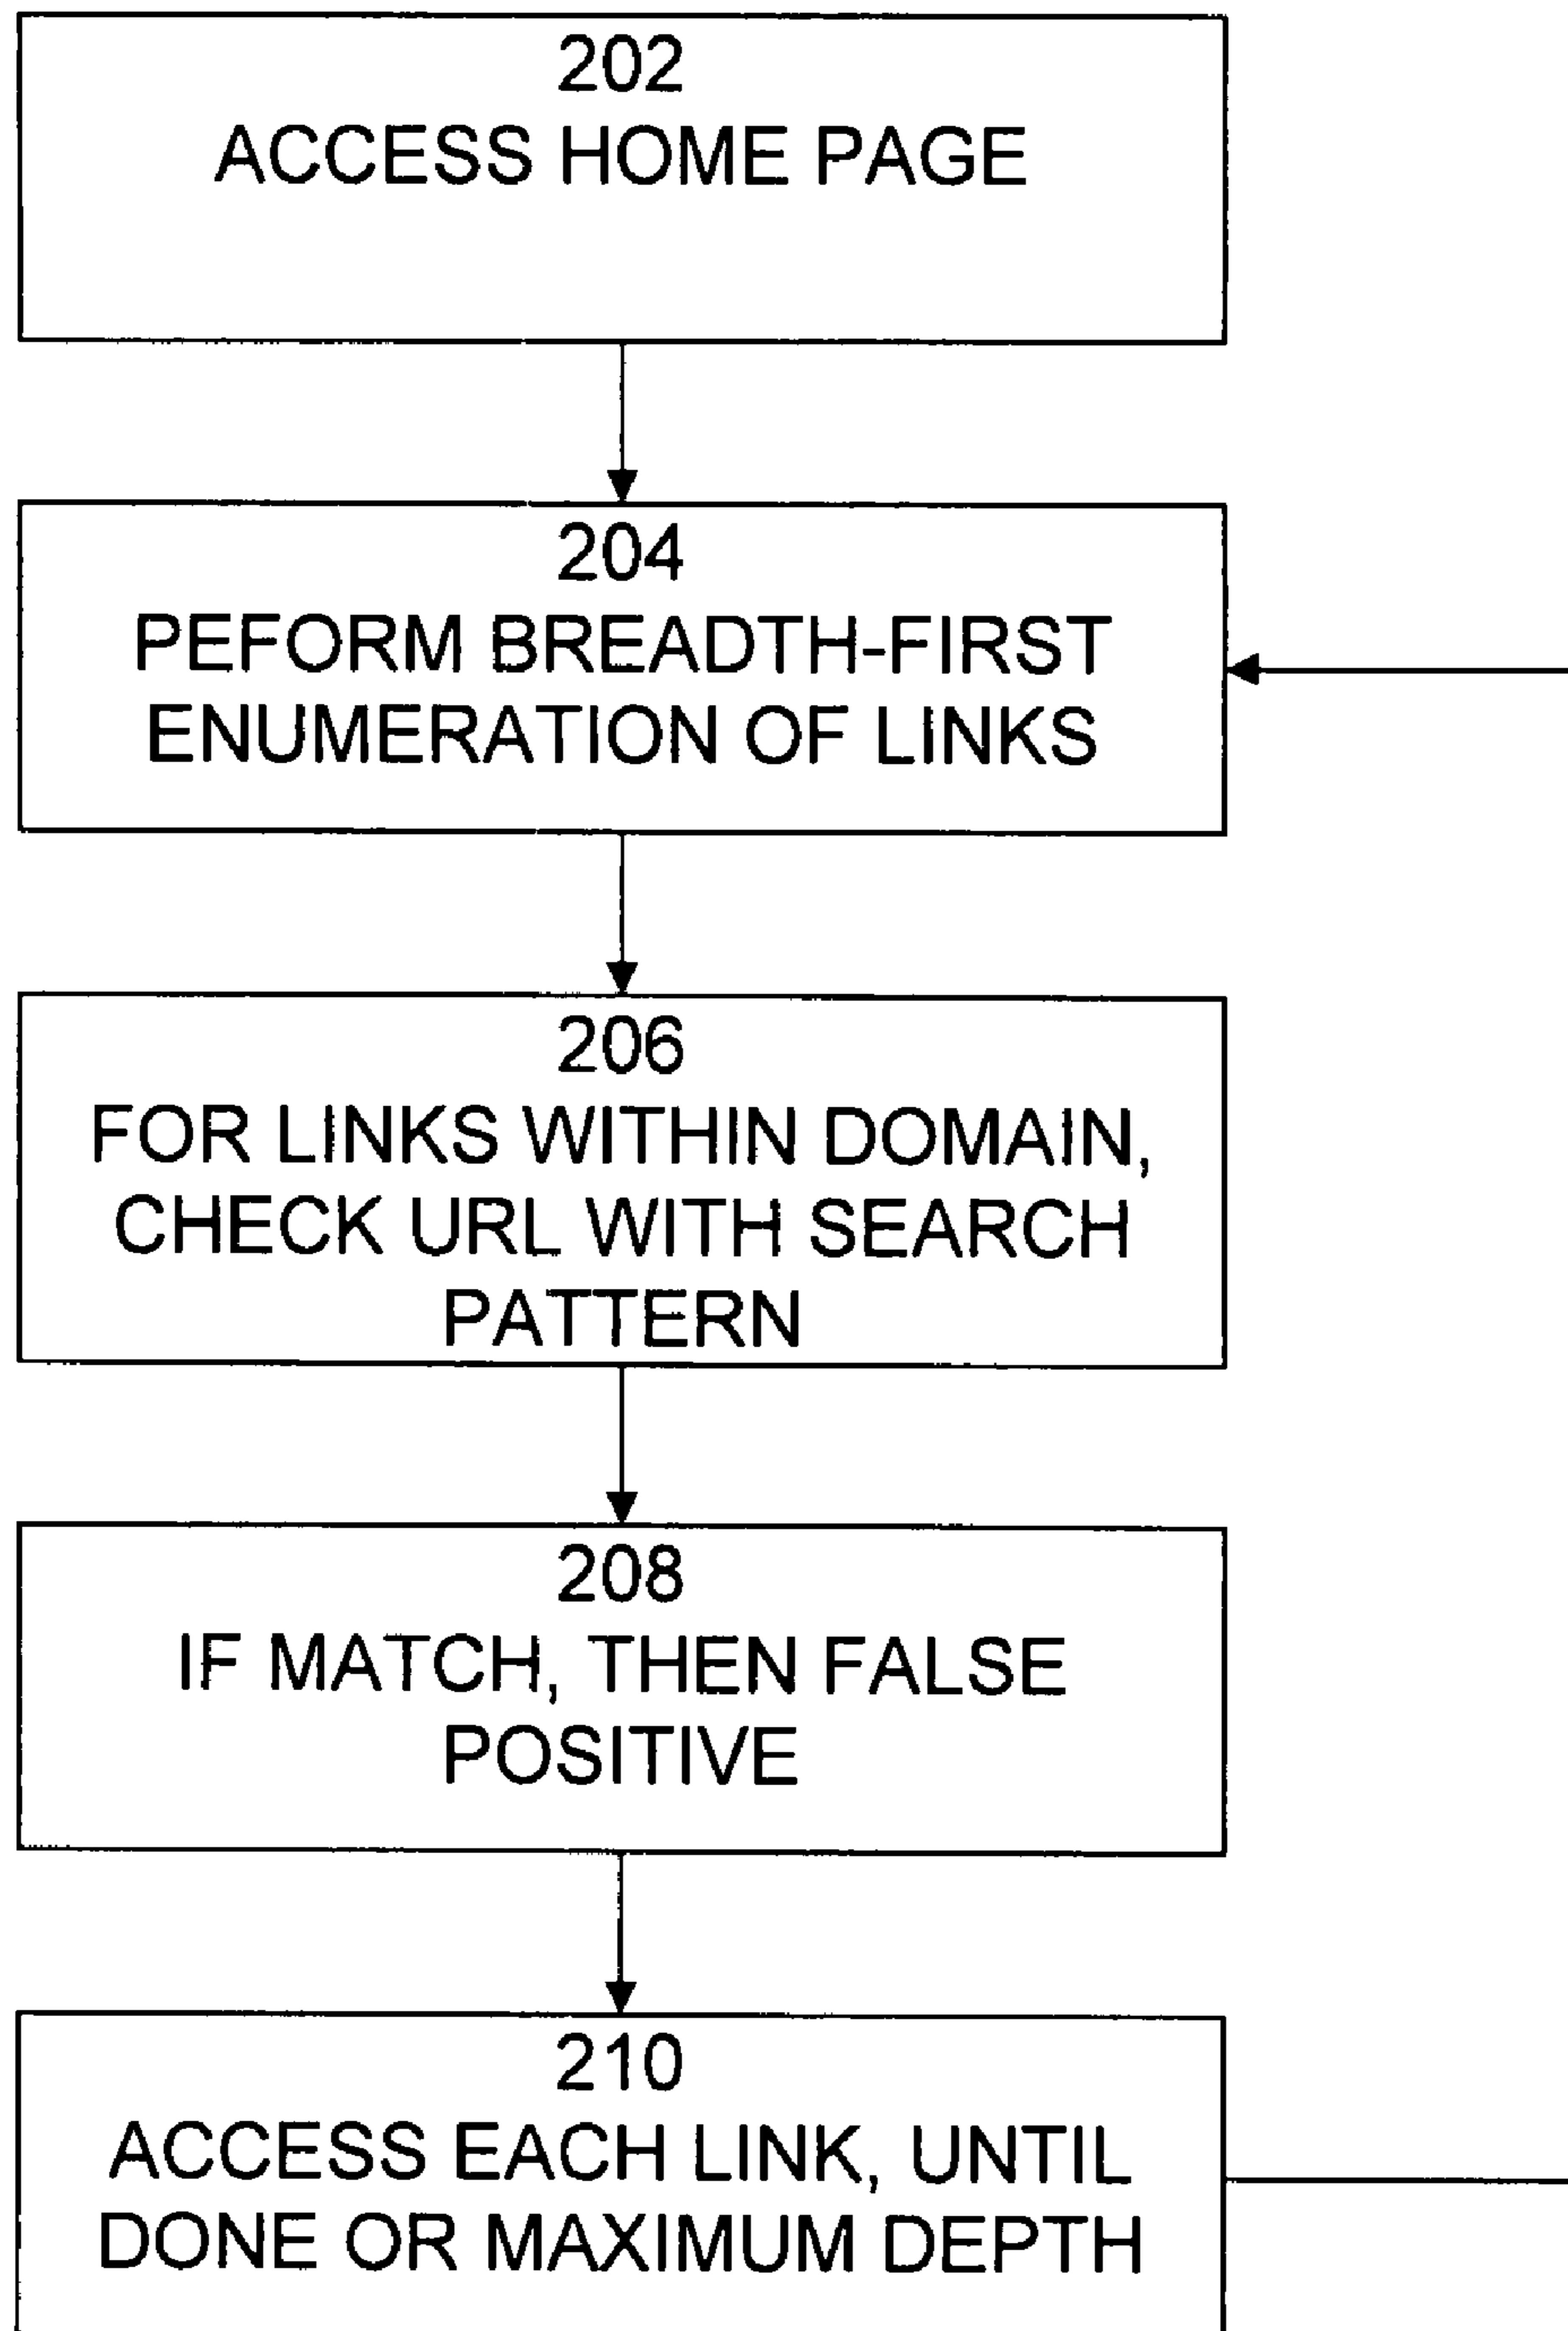 202
ACCESS HOME PAGE
204
PEFORM BREADTH-FIRST
ENUMERATION OF LINKS
206
FOR LINKS WITHIN DOMAIN,
CHECK URL WITH SEARCH
PATTERN
208
IF MATCH, THEN FALSE
POSITIVE
210
ACCESS EACH LINK, UNTIL
DONE OR MAXIMUM DEPTH